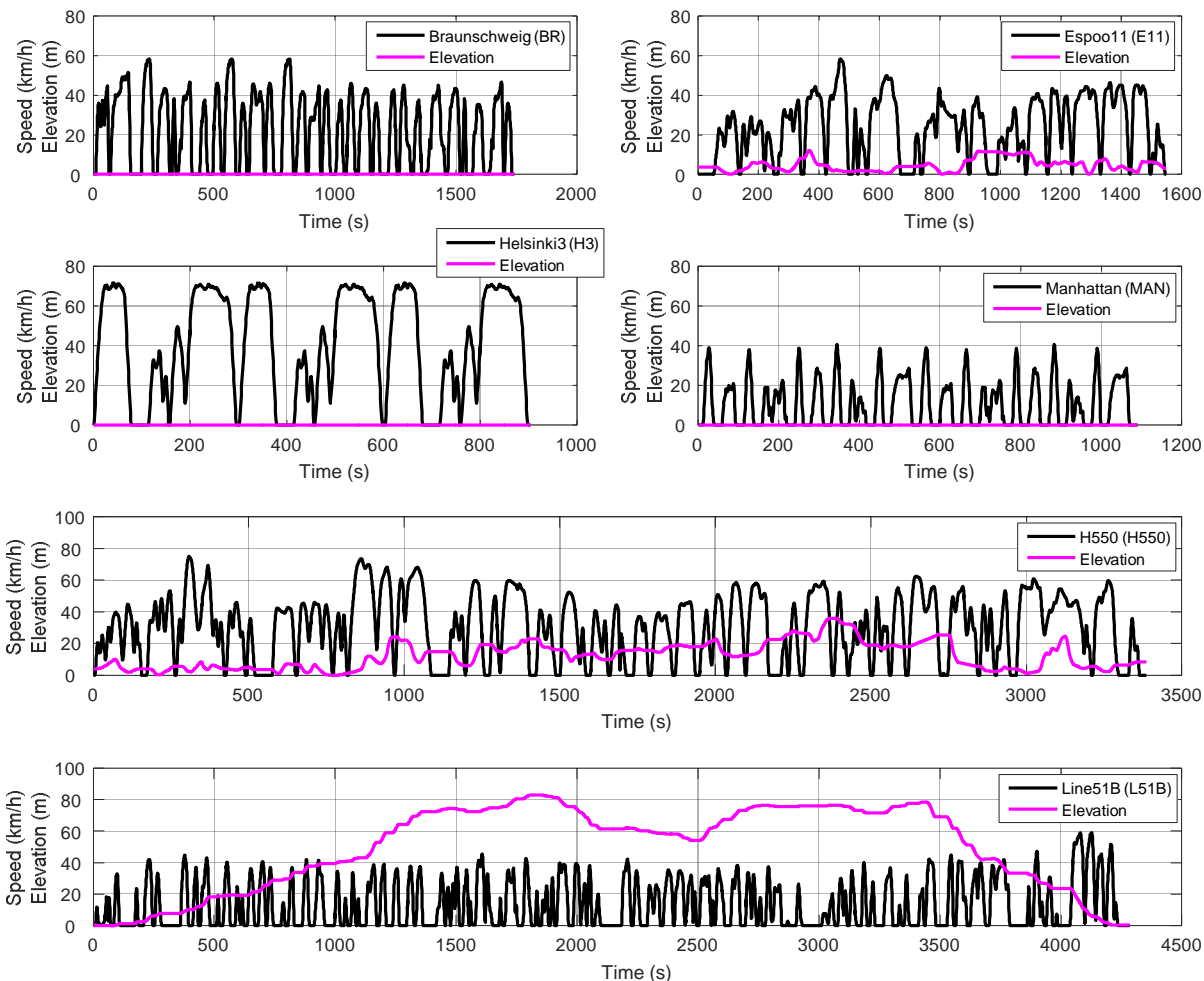 Speed (km/h)
Elevation (m)
80
60
40
20
0
Braunschweig (BR)
Elevation
0 500 1000 1500 2000
Time (s)
Speed (km/h)
Elevation (m)
80
60
40
20
0
Espoo11 (E11)
Elevation
0 200 400 600 800 1000 1200 1400 1600
Time (s)
Speed (km/h)
Elevation (m)
80
60
40
20
0
Helsinki3 (H3)
Elevation
0 200 400 600 800 1000
Time (s)
Speed (km/h)
Elevation (m)
80
60
40
20
0
Manhattan (MAN)
Elevation
0 200 400 600 800 1000 1200
Time (s)
Speed (km/h)
Elevation (m)
100
80
60
40
20
0
H550 (H550)
Elevation
0 500 1000 1500 2000 2500 3000 3500
Time (s)
Speed (km/h)
Elevation (m)
100
80
60
40
20
0
Line51B (L51B)
Elevation
0 500 1000 1500 2000 2500 3000 3500 4000 4500
Time (s)